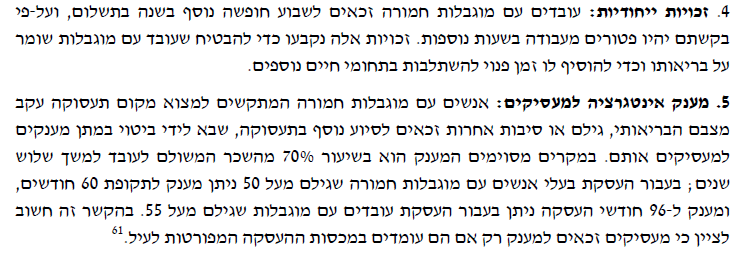 4. זכויות ייחודיות: עובדים עם מוגבלות חמורה זכאים לשבוע חופשה נוסף בשנה בתשלום, ועל-פי
בקשתם יהיו פטורים מעבודה בשעות נוספות. זכויות אלה נקבעו כדי להבטיח שעובד עם מוגבלות שומר
על בריאותו וכדי להוסיף לו זמן פנוי להשתלבות בתחומי חיים נוספים.
5. מענק אינטגרציה למעסיקים: אנשים עם מוגבלות חמורה המתקשים למצוא מקום תעסוקה עקב
מצבם הבריאותי, גילם או סיבות אחרות זכאים לסיוע נוסף בתעסוקה, שבא לידי ביטוי במתן מענקים
למעסיקים אותם. במקרים מסוימים המענק הוא בשיעור 70% מהשכר המשולם לעובד למשך שלוש
שנים; בעבור העסקת בעלי אנשים עם מוגבלות חמורה שגילם מעל 50 ניתן מענק לתקופת 60 חודשים,
ומענק ל-96 חודשי העסקה ניתן בעבור העסקת עובדים עם מוגבלות שגילם מעל 55. בהקשר זה חשוב
לציין כי מעסיקים זכאים למענק רק אם הם עומדים במכסות ההעסקה המפורטות לעיל.61